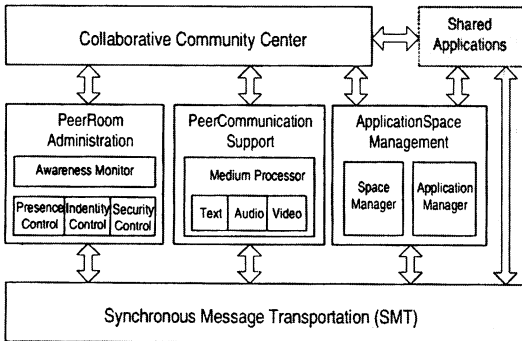 Collaborative Community Center
Shared
Applications
PeerRoom
Administration
Awareness Monitor
Presence
Control
Indentity
Control
Security
Control
PeerCommunication
Support
Medium Processor
Text
Audio
Video
ApplicationSpace
Management
Space
Manager
Application
Manager
Synchronous Message Transportation (SMT)